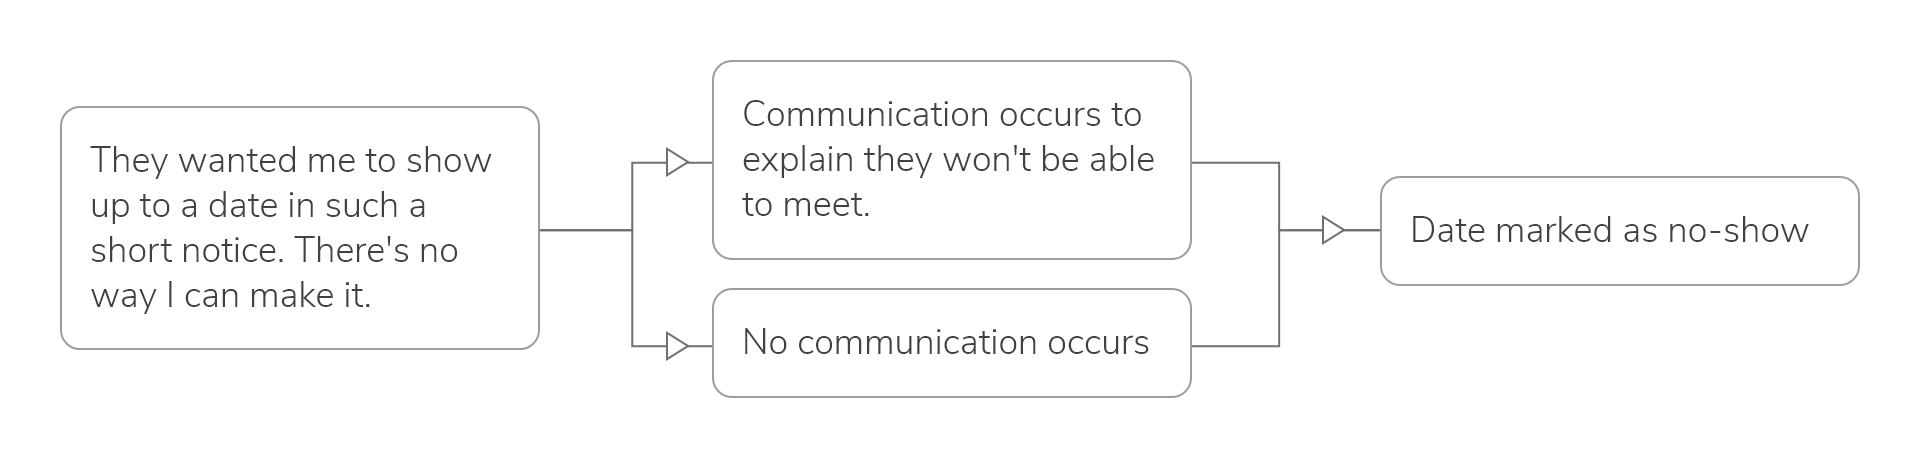 They wanted me to show
up to a date in such a
short notice. There's no
way I can make it.
Communication occurs to
explain they won't be able
to meet.
No communication occurs
Date marked as no-show